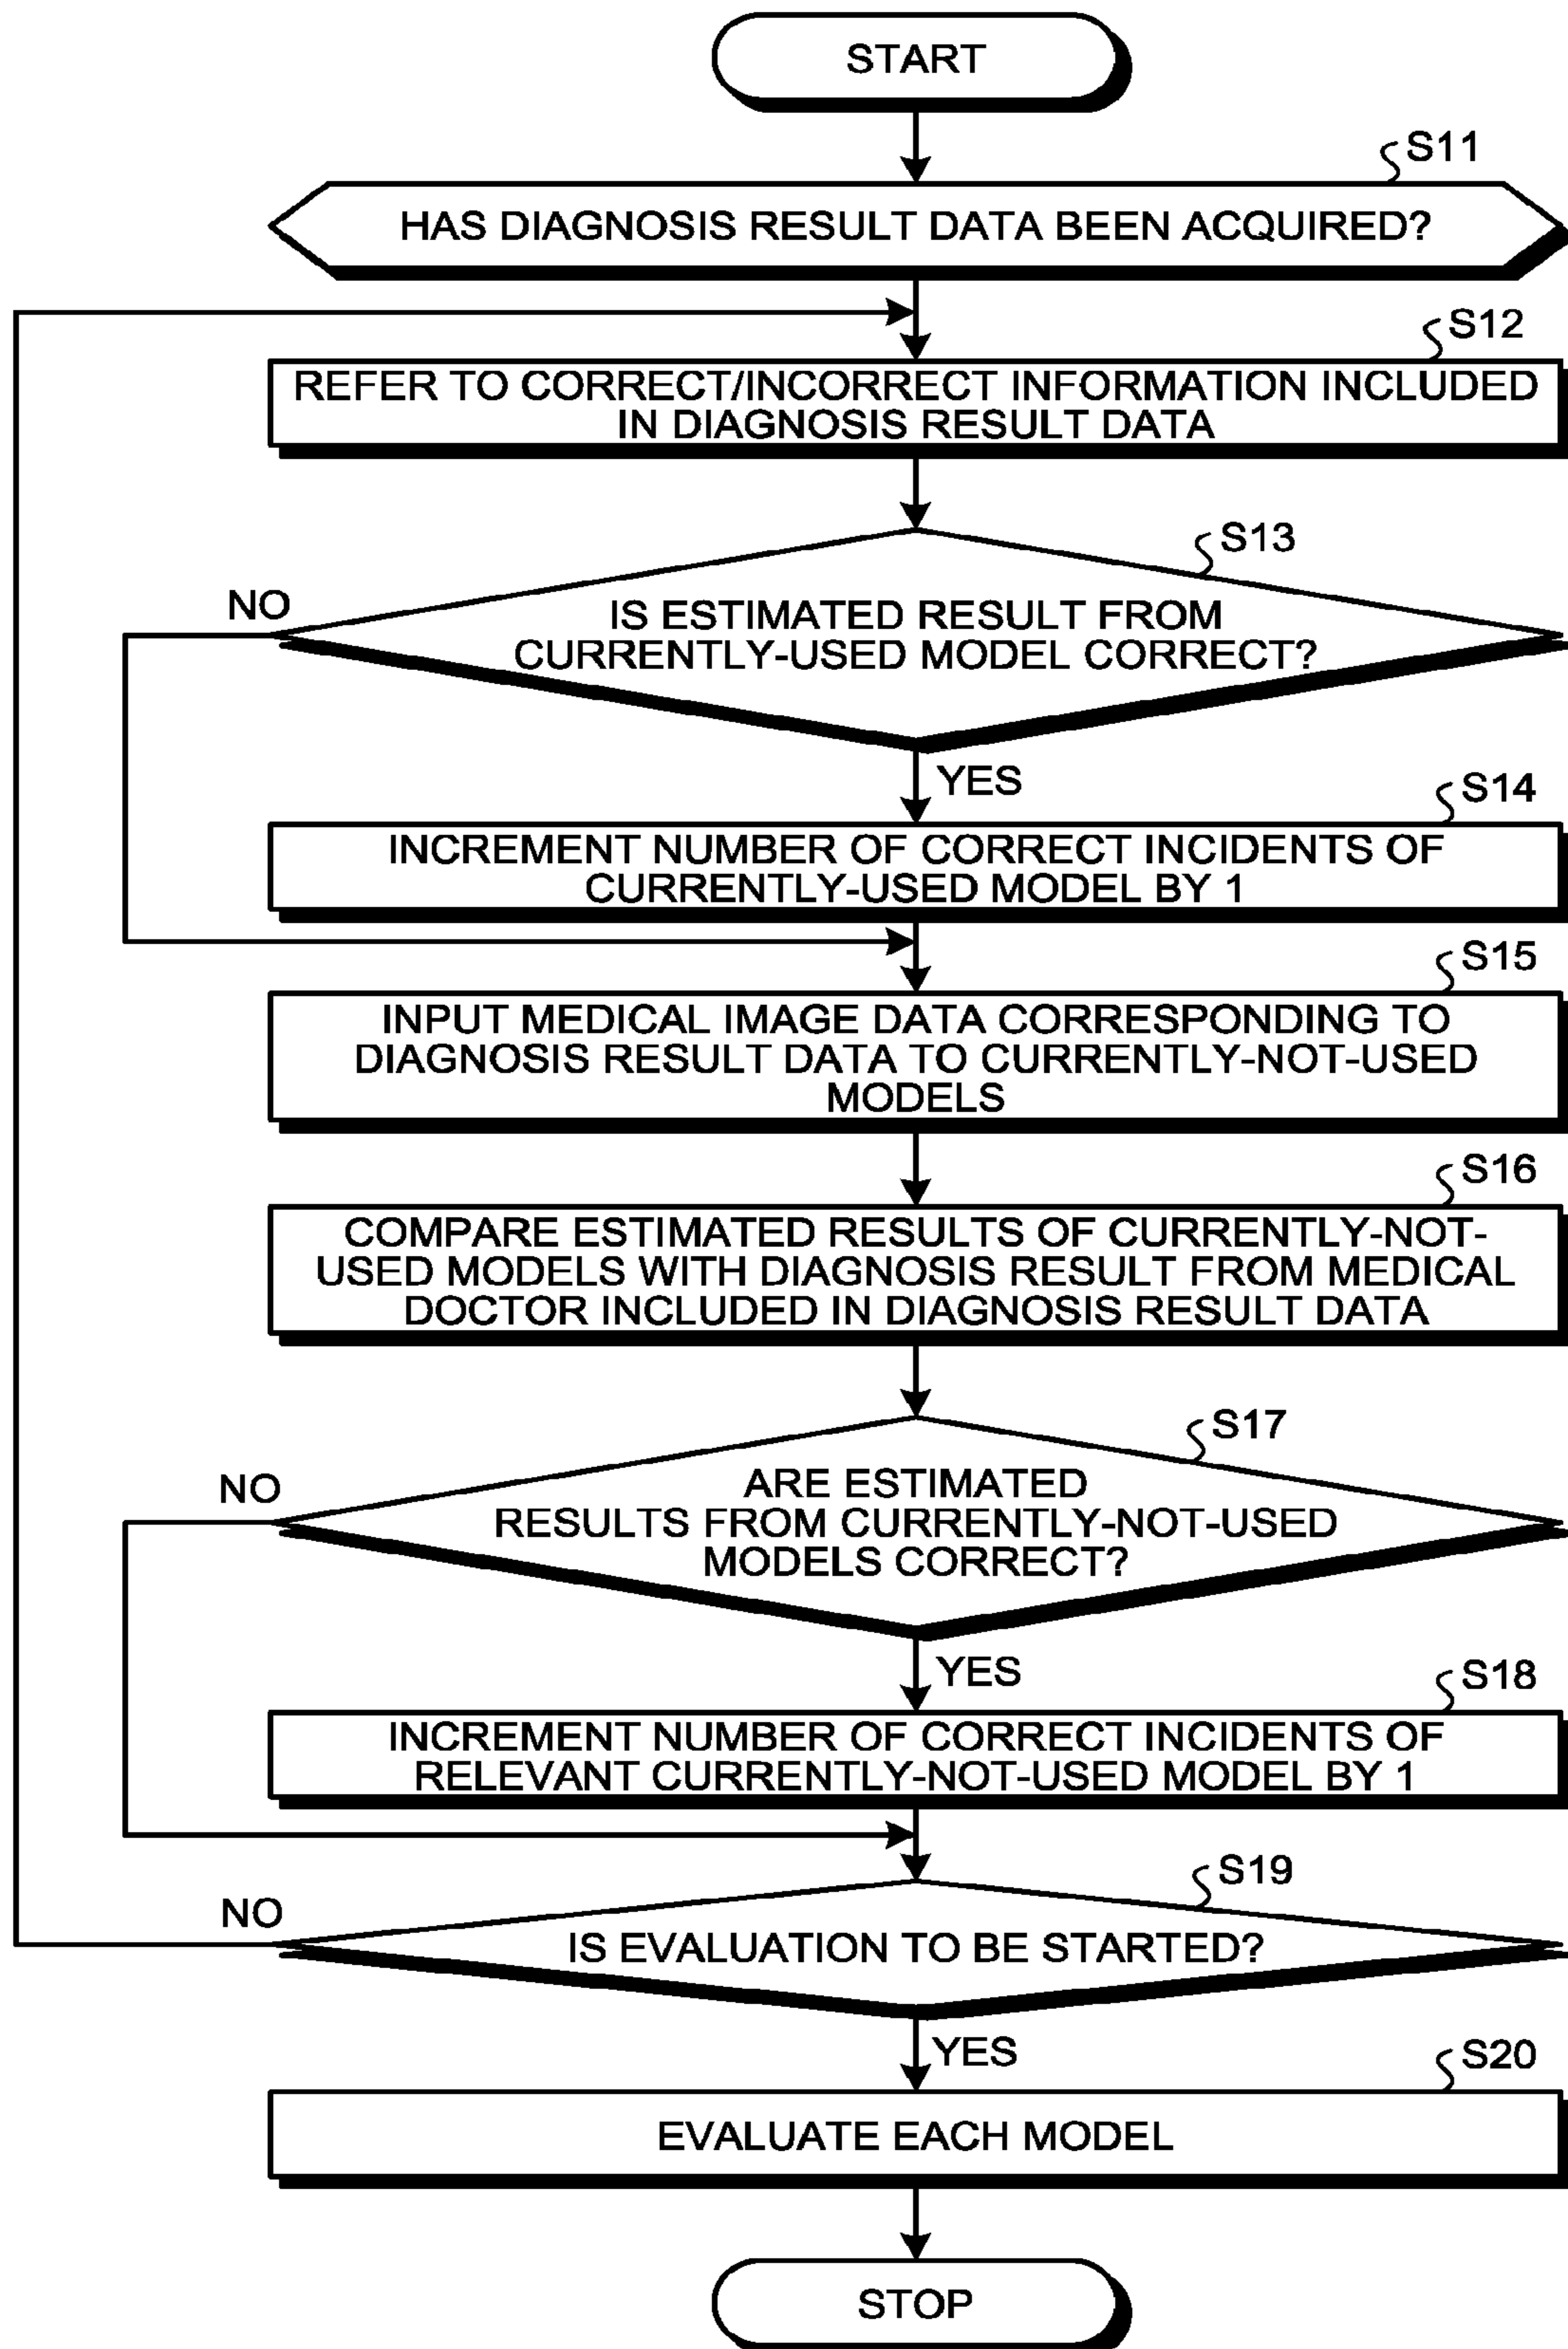 START
S11
HAS DIAGNOSIS RESULT DATA BEEN ACQUIRED?
S12
REFER TO CORRECT/INCORRECT INFORMATION INCLUDED
IN DIAGNOSIS RESULT DATA
S13
NO
IS ESTIMATED RESULT FROM
CURRENTLY-USED MODEL CORRECT?
YES
S14
INCREMENT NUMBER OF CORRECT INCIDENTS OF
CURRENTLY-USED MODEL BY 1
S15
INPUT MEDICAL IMAGE DATA CORRESPONDING TO
DIAGNOSIS RESULT DATA TO CURRENTLY-NOT-USED
MODELS
S16
COMPARE ESTIMATED RESULTS OF CURRENTLY-NOT-
USED MODELS WITH DIAGNOSIS RESULT FROM MEDICAL
DOCTOR INCLUDED IN DIAGNOSIS RESULT DATA
S17
NO
ARE ESTIMATED
RESULTS FROM CURRENTLY-NOT-USED
MODELS CORRECT?
YES
S18
INCREMENT NUMBER OF CORRECT INCIDENTS OF
RELEVANT CURRENTLY-NOT-USED MODEL BY 1
S19
NO
IS EVALUATION TO BE STARTED?
YES
S20
EVALUATE EACH MODEL
STOP